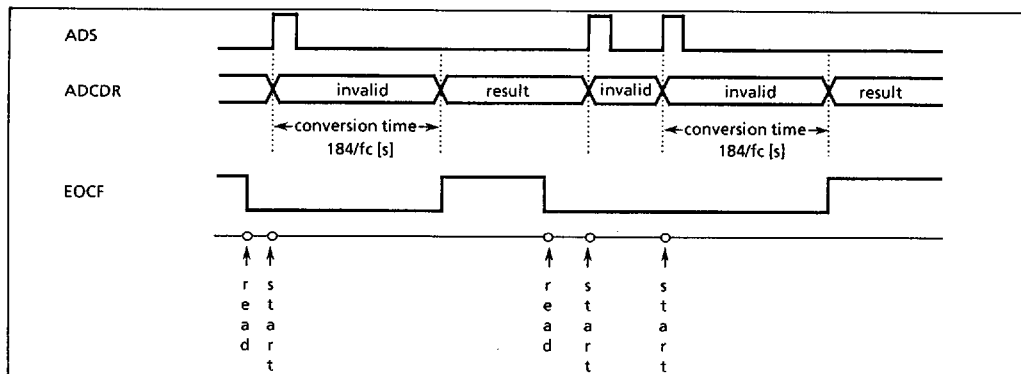 ADS
ADCDR
invalid
result
invalid
invalid
result
conversion time
184/fc [s]
conversion time
184/fc [s]
EOCF
read
start
read
start
start